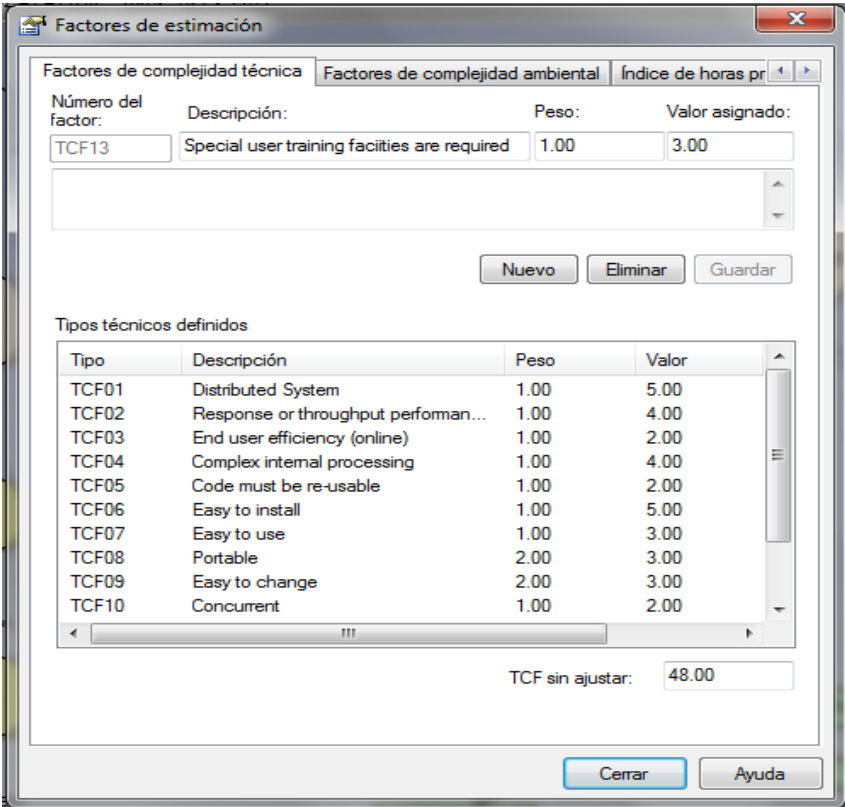 Factores de estimación
Factores de complejidad técnica Factores de complejidad ambiental Índice de horas pr
Número del factor: Descripción: Peso: Valor asignado:
TCF13 Special user training faciities are required 1.00 3.00
Nuevo Eliminar Guardar
Tipos técnicos definidos
Tipo Descripción Peso Valor
TCF01 Distributed System 1.00 5.00
TCF02 Response or throughput performan... 1.00 4.00
TCF03 End user efficiency (online) 1.00 2.00
TCF04 Complex internal processing 1.00 4.00
TCF05 Code must be re-usable 1.00 2.00
TCF06 Easy to install 1.00 5.00
TCF07 Easy to use 1.00 3.00
TCF08 Portable 2.00 3.00
TCF09 Easy to change 2.00 3.00
TCF10 Concurrent 1.00 2.00
TCF sin ajustar: 48.00
Cerrar Ayuda